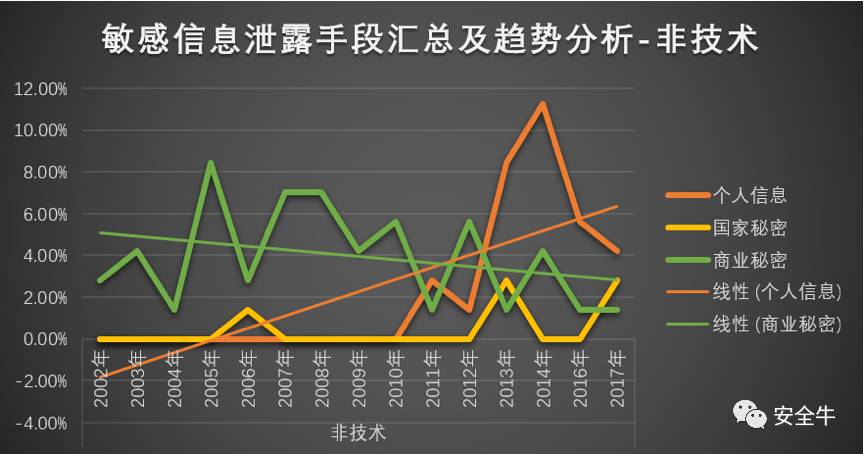 敏感信息泄露手段汇总及趋势分析-非技术
12.00%
10.00%
8.00%
6.00%
4.00%
2.00%
0.00%
-2.00%
-4.00%
2002年
2003年
2004年
2005年
2006年
2007年
2008年
2009年
2010年
2011年
2012年
2013年
2014年
2016年
2017年
非技术
个人信息
国家秘密
商业秘密
线性 (个人信息)
线性 (商业秘密)
安全牛